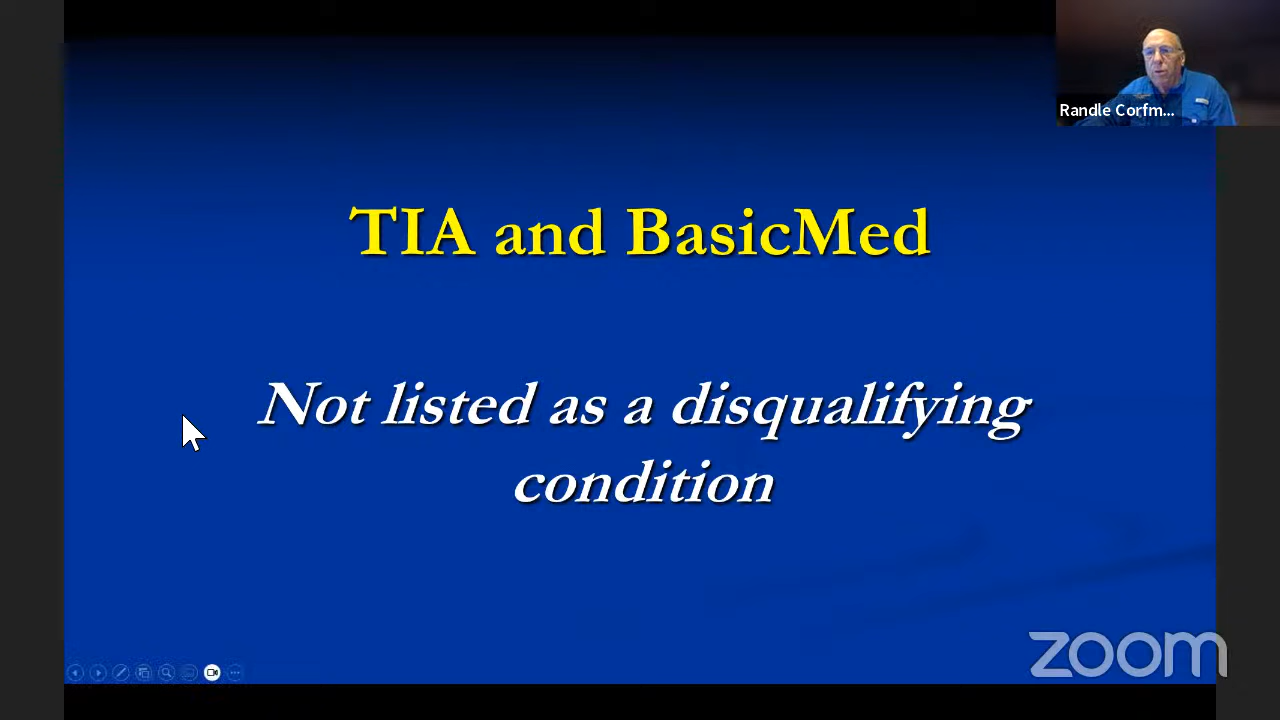 Randle Corfm...
TIA and BasicMed
Not listed as a disqualifying
condition
zoom